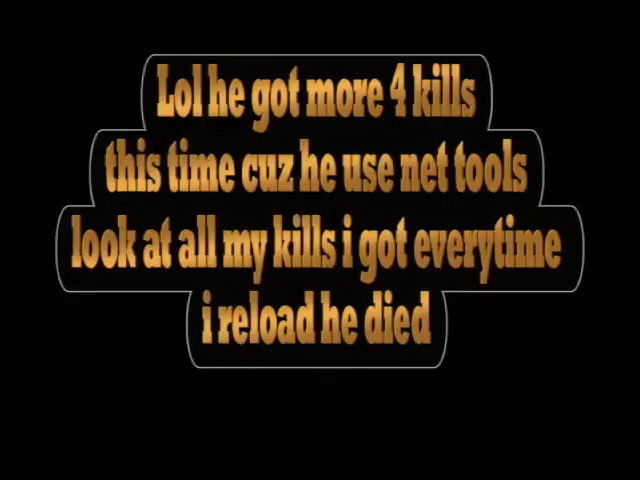 Lol he got more 4 kills
this time cuz he use net tools
look at all my kills i got everytime
i reload he died